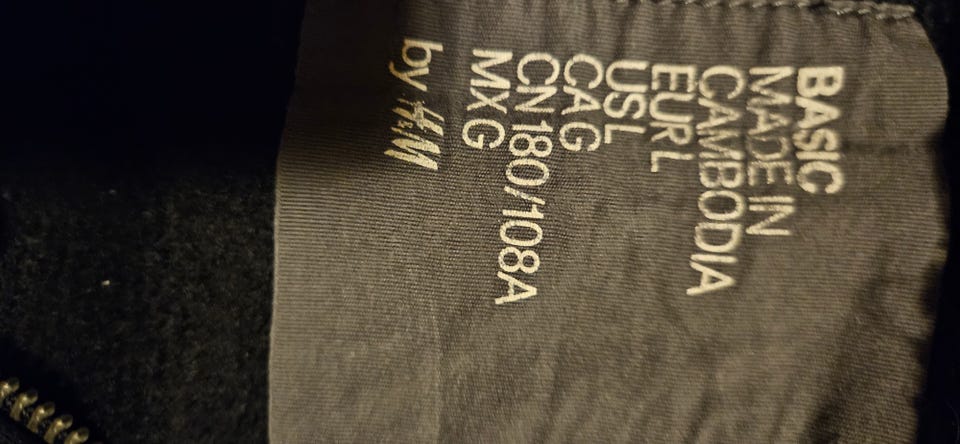 BASIC
MADE IN
CAMBODIA
EUR L
US L
CA G
CN 180/108A
MX G
by H&M